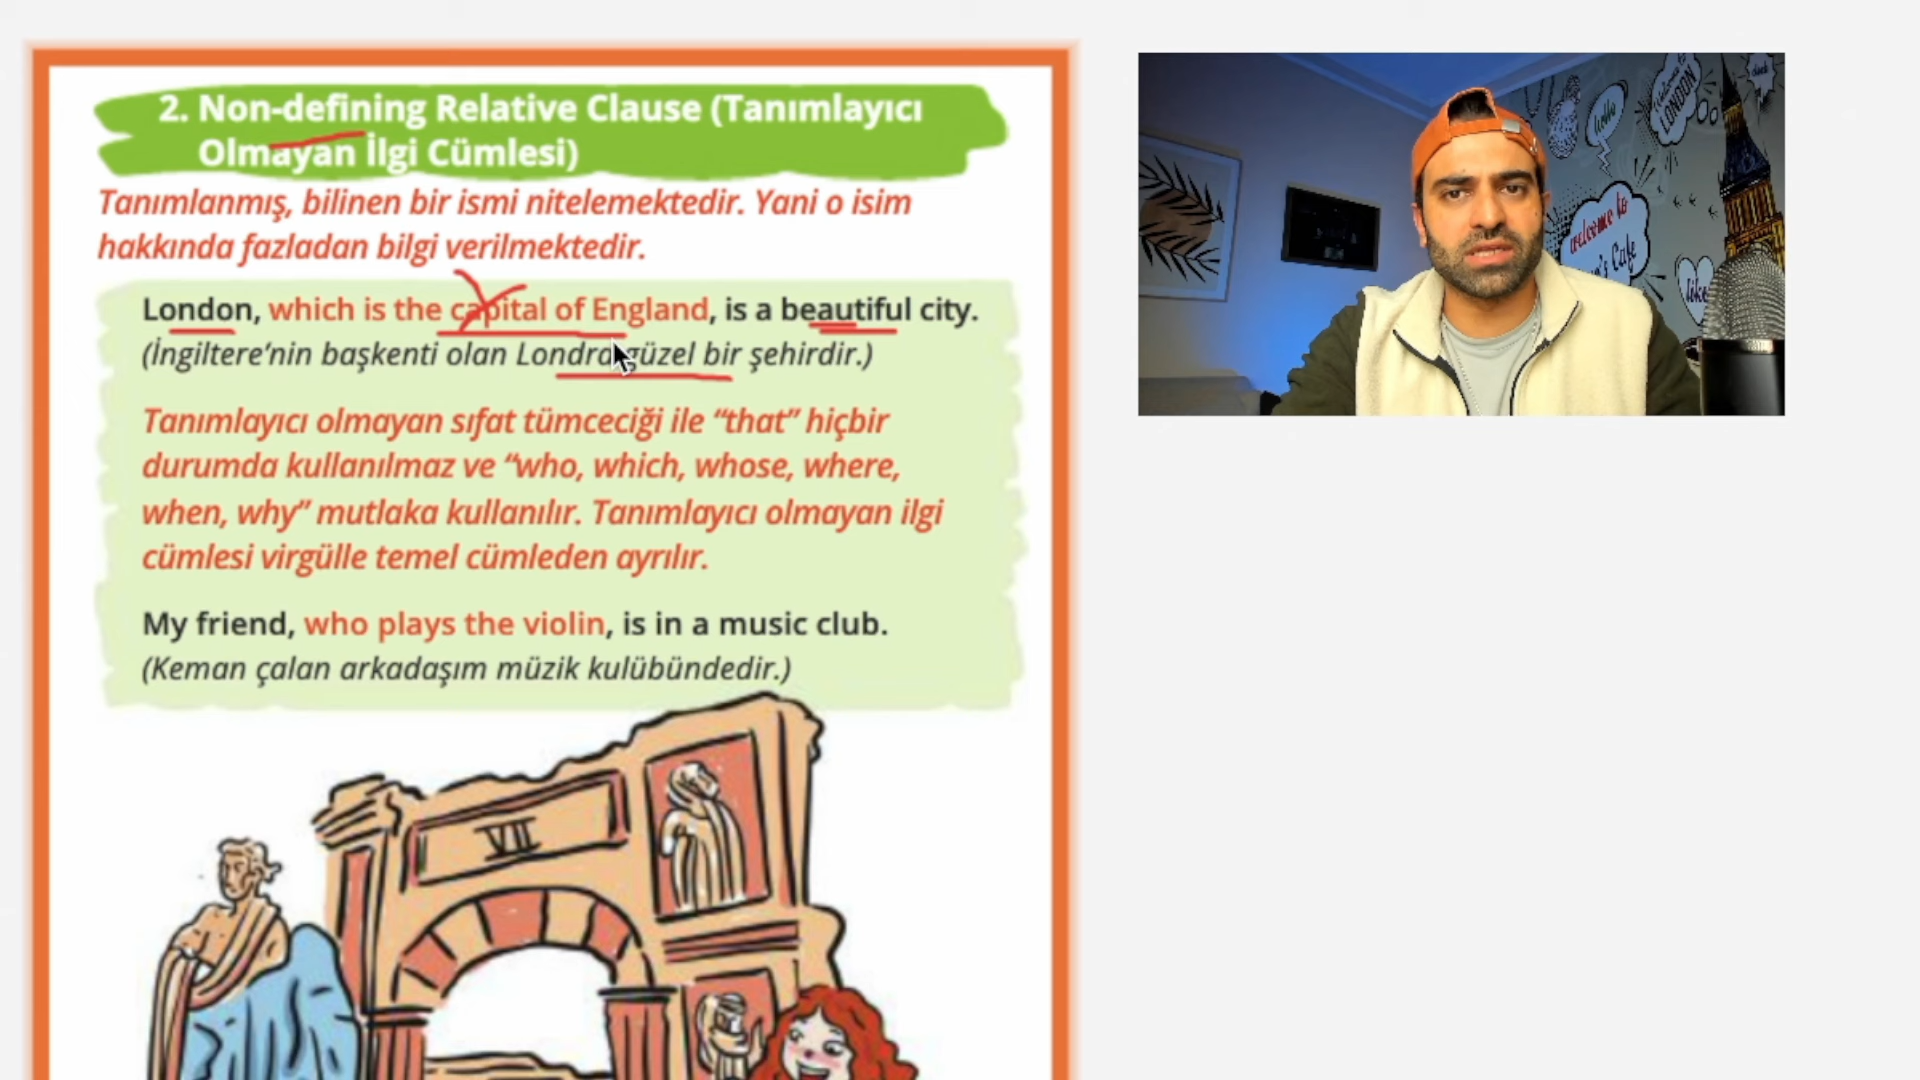 2. Non-defining Relative Clause (Tanımlayıcı
Olmayan İlgi Cümlesi)
Tanımlanmış, bilinen bir ismi nitelemektedir. Yani o isim
hakkında fazladan bilgi verilmektedir.
London, which is the capital of England, is a beautiful city.
(İngiltere’nin başkenti olan Londra güzel bir şehirdir.)
Tanımlayıcı olmayan sıfat tümceciği ile “that” hiçbir
durumda kullanılmaz ve “who, which, whose, where,
when, why” mutlaka kullanılır. Tanımlayıcı olmayan ilgi
cümlesi virgülle temel cümleden ayrılır.
My friend, who plays the violin, is in a music club.
(Keman çalan arkadaşım müzik kulübündedir.)
VII
hello
LONDON
welcome to
Cafe
like